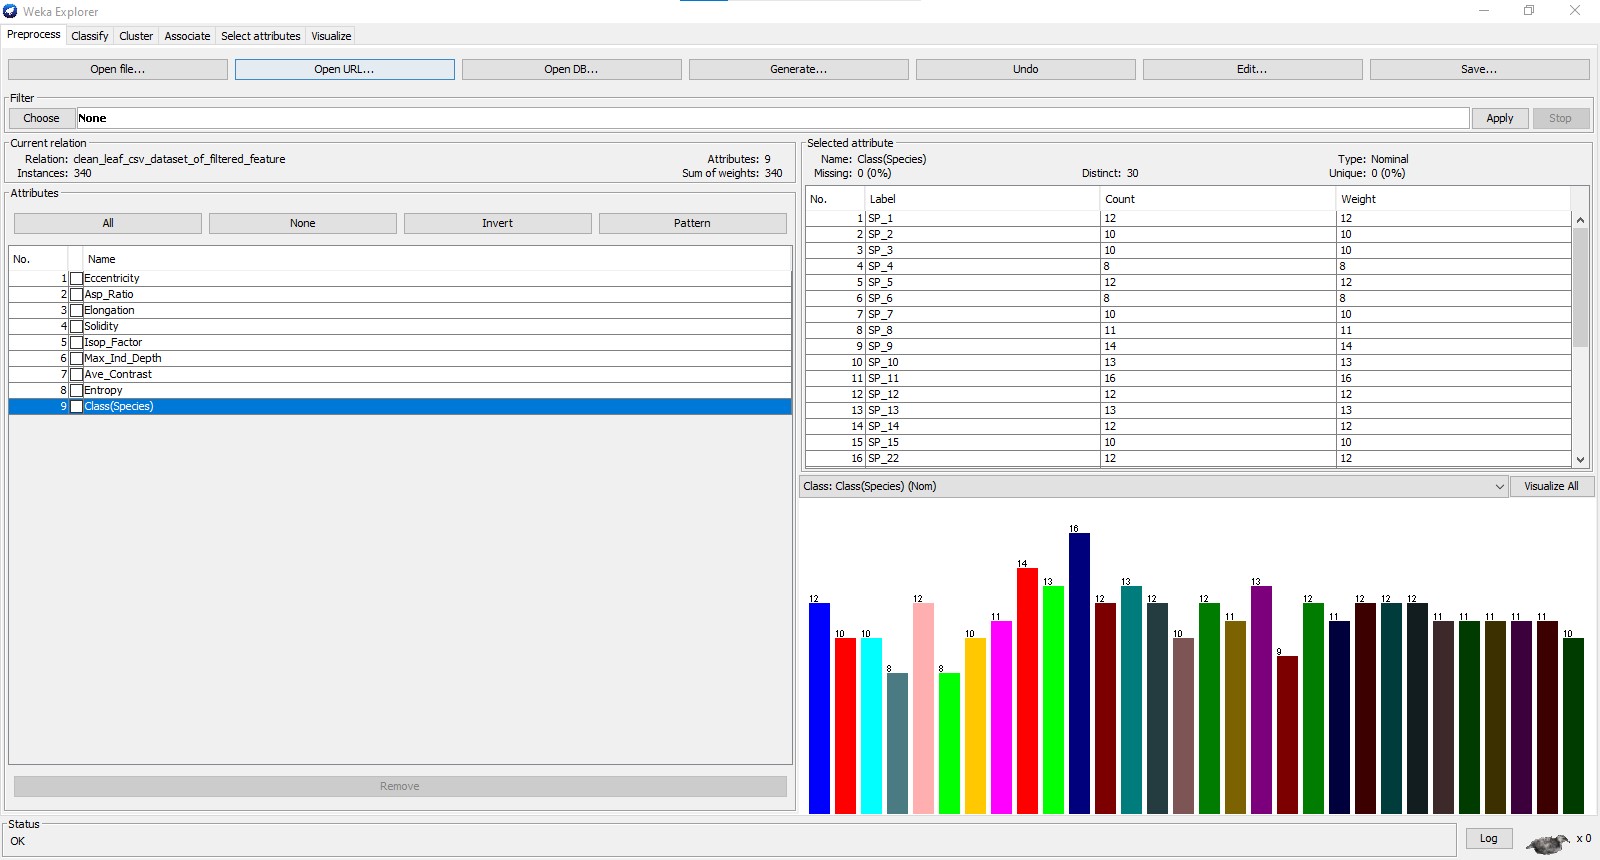 Weka Explorer
Preprocess Classify Cluster Associate Select attributes Visualize
Open file... Open URL... Open DB... Generate... Undo Edit... Save...
Filter
Choose None Apply Stop
Current relation
Relation: clean_leaf_csv_dataset_of_filtered_feature Attributes: 9
Instances: 340 Sum of weights: 340
Attributes
All None Invert Pattern
No. Name
1 Eccentricity
2 Asp_Ratio
3 Elongation
4 Solidity
5 Isop_Factor
6 Max_Ind_Depth
7 Ave_Contrast
8 Entropy
9 Class(Species)
Remove
Selected attribute
Name: Class(Species) Type: Nominal
Missing: 0 (0%) Distinct: 30 Unique: 0 (0%)
No. Label Count Weight
1 SP_1 12 12
2 SP_2 10 10
3 SP_3 10 10
4 SP_4 8 8
5 SP_5 12 12
6 SP_6 8 8
7 SP_7 10 10
8 SP_8 11 11
9 SP_9 14 14
10 SP_10 13 13
11 SP_11 16 16
12 SP_12 12 12
13 SP_13 13 13
14 SP_14 12 12
15 SP_15 10 10
16 SP_22 12 12
Class: Class(Species) (Nom) Visualize All
12 10 10 8 12 8 10 11 14 13 16 12 13 12 10 12 11 13 9 12 11 12 12 12 11 11 11 11 11 10
Status
OK
Log x 0